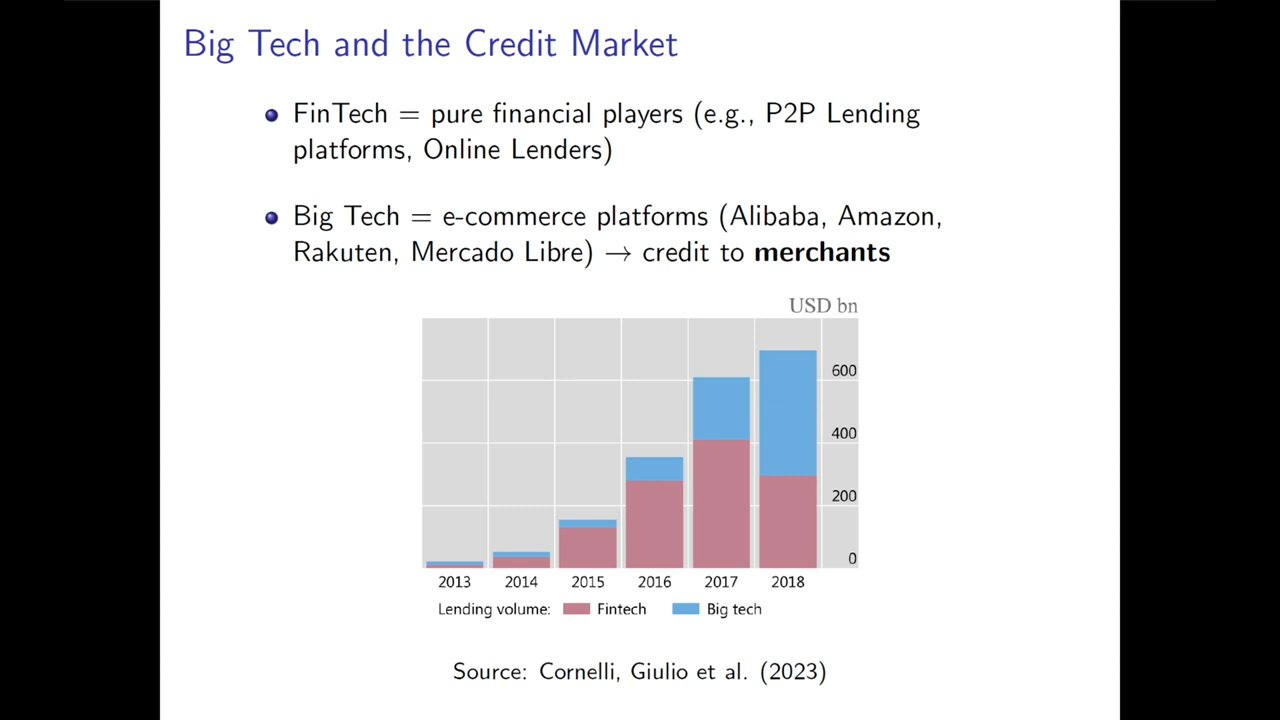 Big Tech and the Credit Market
FinTech = pure financial players (e.g., P2P Lending
platforms, Online Lenders)
Big Tech = e-commerce platforms (Alibaba, Amazon,
Rakuten, Mercado Libre) → credit to merchants
USD bn
600
400
200
0
2013 2014 2015 2016 2017 2018
Lending volume: Fintech Big tech
Source: Cornelli, Giulio et al. (2023)